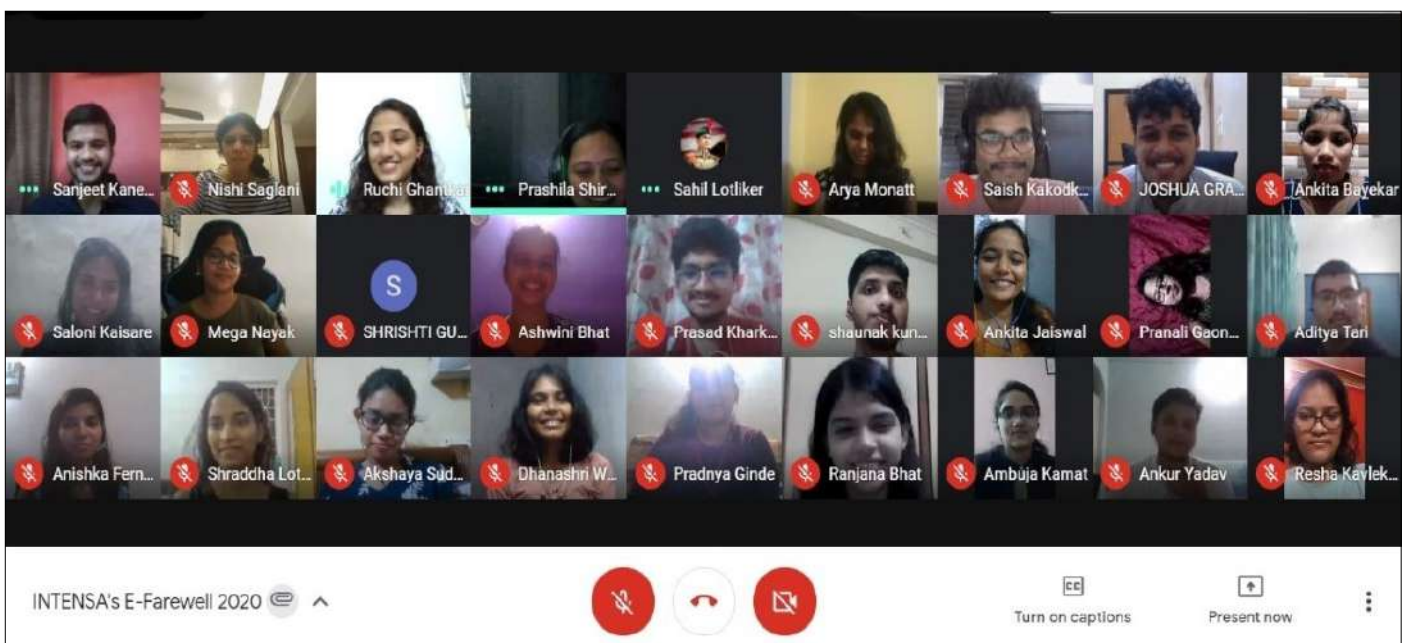 Sanjeet Kane... Nishi Saglani Ruchi Ghantkar Prashila Shir... Sahil Lotliker Arya Monatt Saish Kakodk... JOSHUA GRA... Ankita Bayekar
S
Saloni Kaisare Mega Nayak SHRISHTI GU... Ashwini Bhat Prasad Khark... shaunak kun... Ankita Jaiswal Pranali Gaon... Aditya Tari
Anishka Fern... Shraddha Lot... Akshaya Sud... Dhanashri W... Pradnya Ginde Ranjana Bhat Ambuja Kamat Ankur Yadav Resha Kavlek...
INTENSA's E-Farewell 2020
CC
Turn on captions Present now